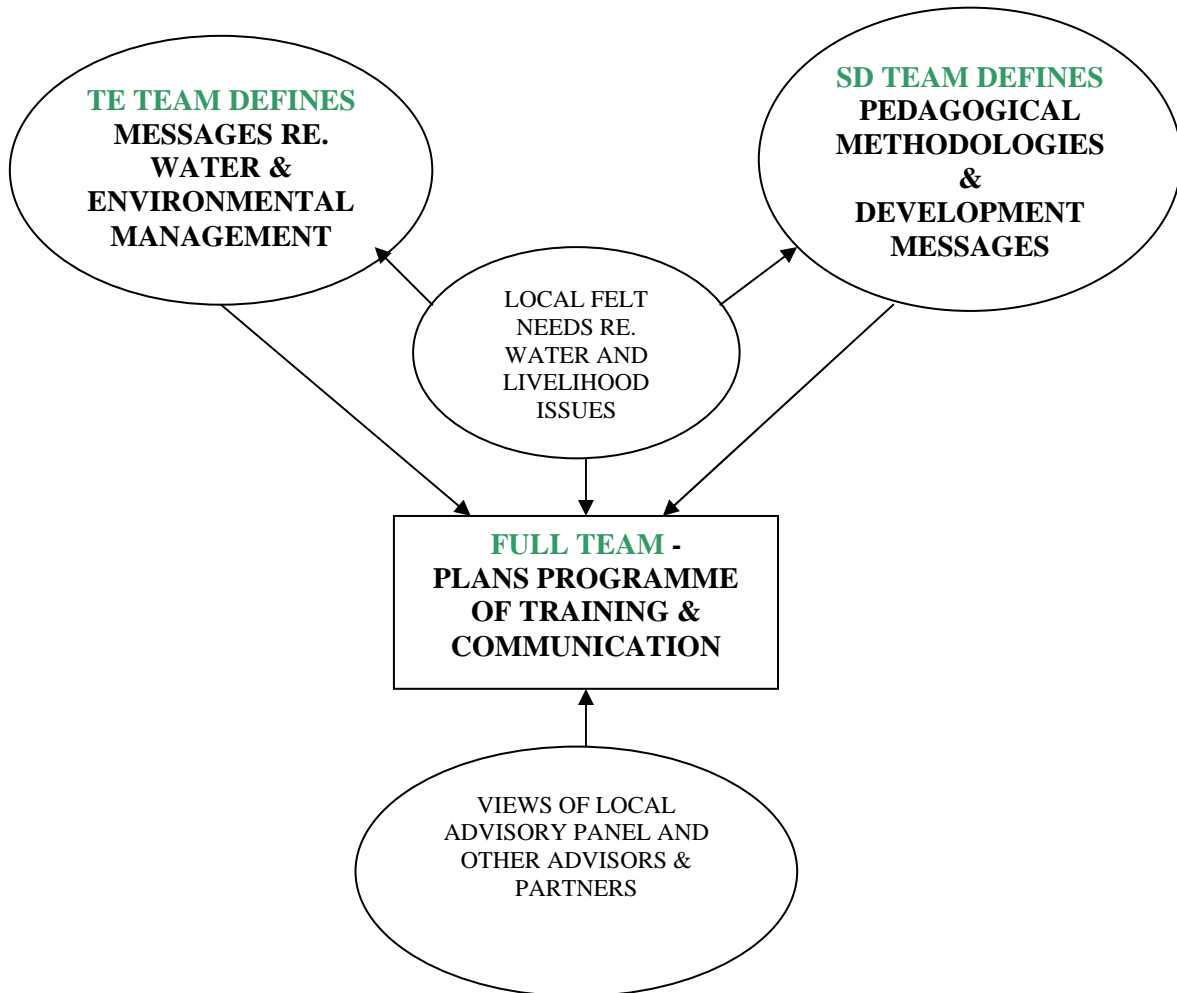 TE TEAM DEFINES
MESSAGES RE.
WATER &
ENVIRONMENTAL
MANAGEMENT
SD TEAM DEFINES
PEDAGOGICAL
METHODOLOGIES
&
DEVELOPMENT
MESSAGES
LOCAL FELT
NEEDS RE.
WATER AND
LIVELIHOOD
ISSUES
FULL TEAM -
PLANS PROGRAMME
OF TRAINING &
COMMUNICATION
VIEWS OF LOCAL
ADVISORY PANEL AND
OTHER ADVISORS &
PARTNERS